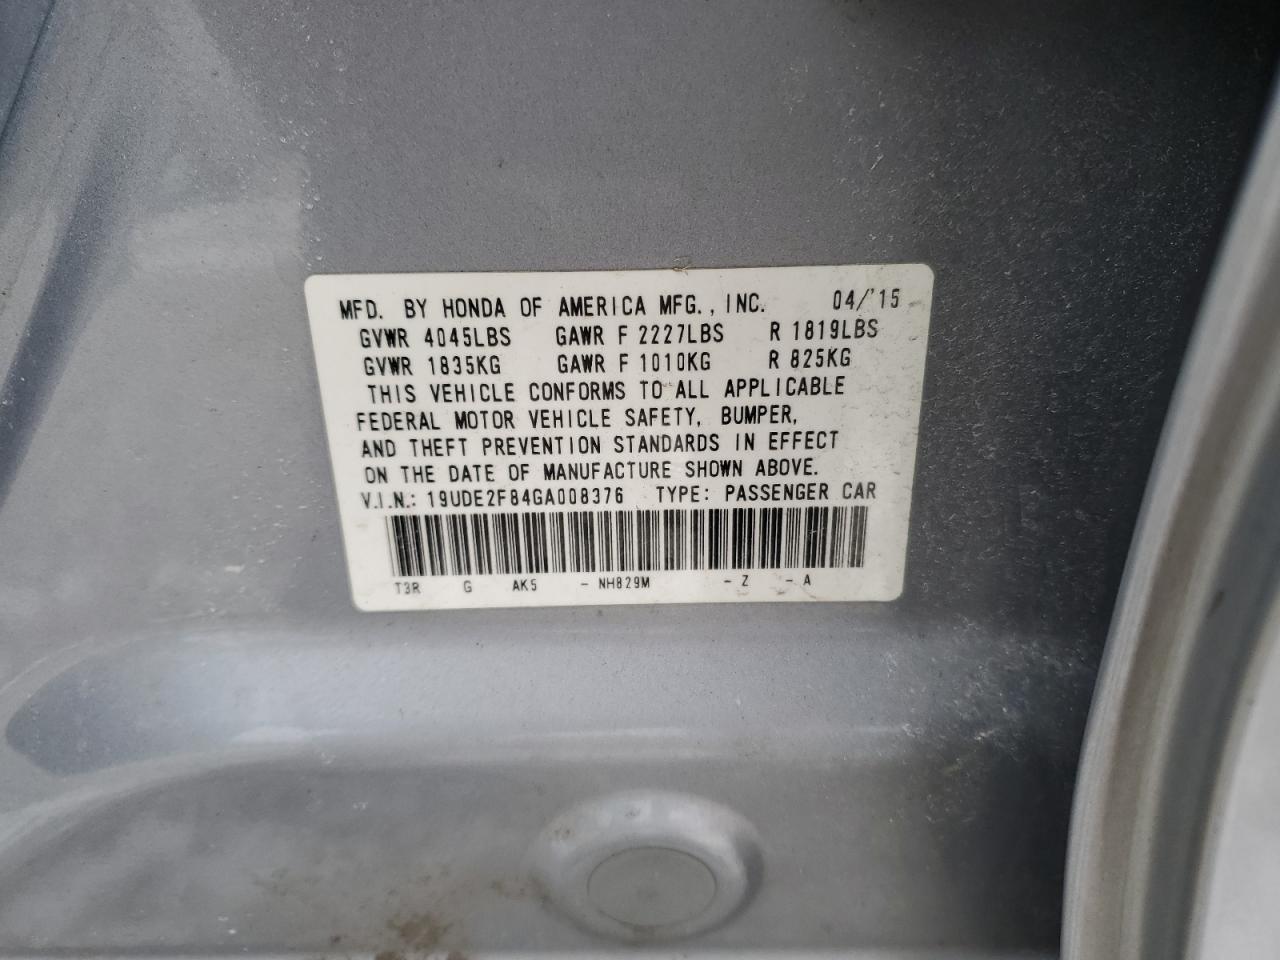 MFD. BY HONDA OF AMERICA MFG., INC. 04/'15
GVWR 4045LBS GAWR F 2227LBS R 1819LBS
GVWR 1835KG GAWR F 1010KG R 825KG
THIS VEHICLE CONFORMS TO ALL APPLICABLE
FEDERAL MOTOR VEHICLE SAFETY, BUMPER,
AND THEFT PREVENTION STANDARDS IN EFFECT
ON THE DATE OF MANUFACTURE SHOWN ABOVE.
V.I.N.: 19UDE2F84GA008376 TYPE: PASSENGER CAR
T3R G AK5 - NH829M - Z - A